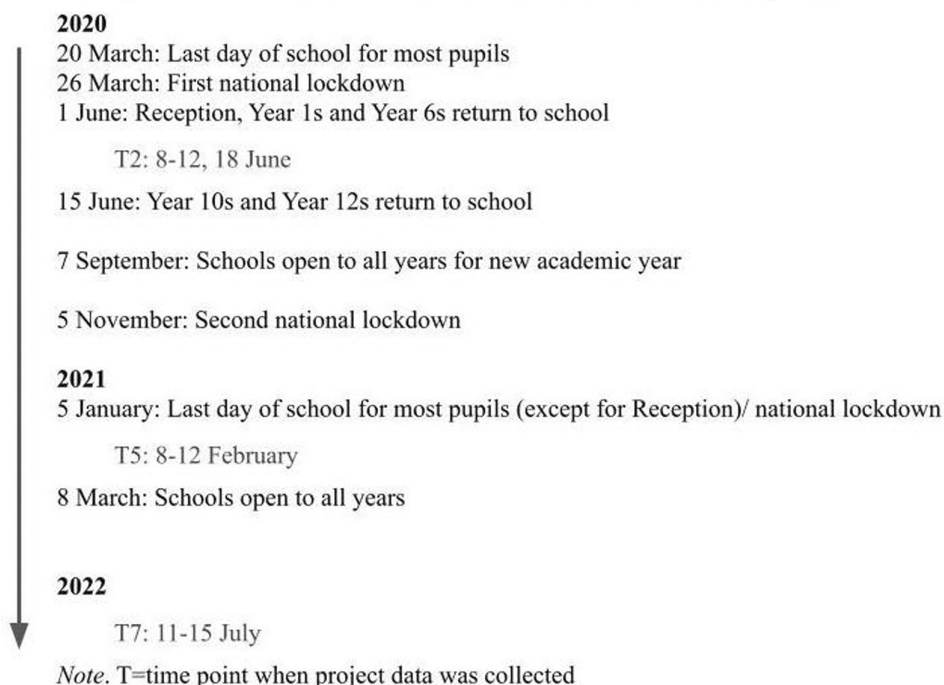 2020
20 March: Last day of school for most pupils
26 March: First national lockdown
1 June: Reception, Year 1s and Year 6s return to school
T2: 8-12, 18 June
15 June: Year 10s and Year 12s return to school
7 September: Schools open to all years for new academic year
5 November: Second national lockdown
2021
5 January: Last day of school for most pupils (except for Reception)/ national lockdown
T5: 8-12 February
8 March: Schools open to all years
2022
T7: 11-15 July
Note. T=time point when project data was collected